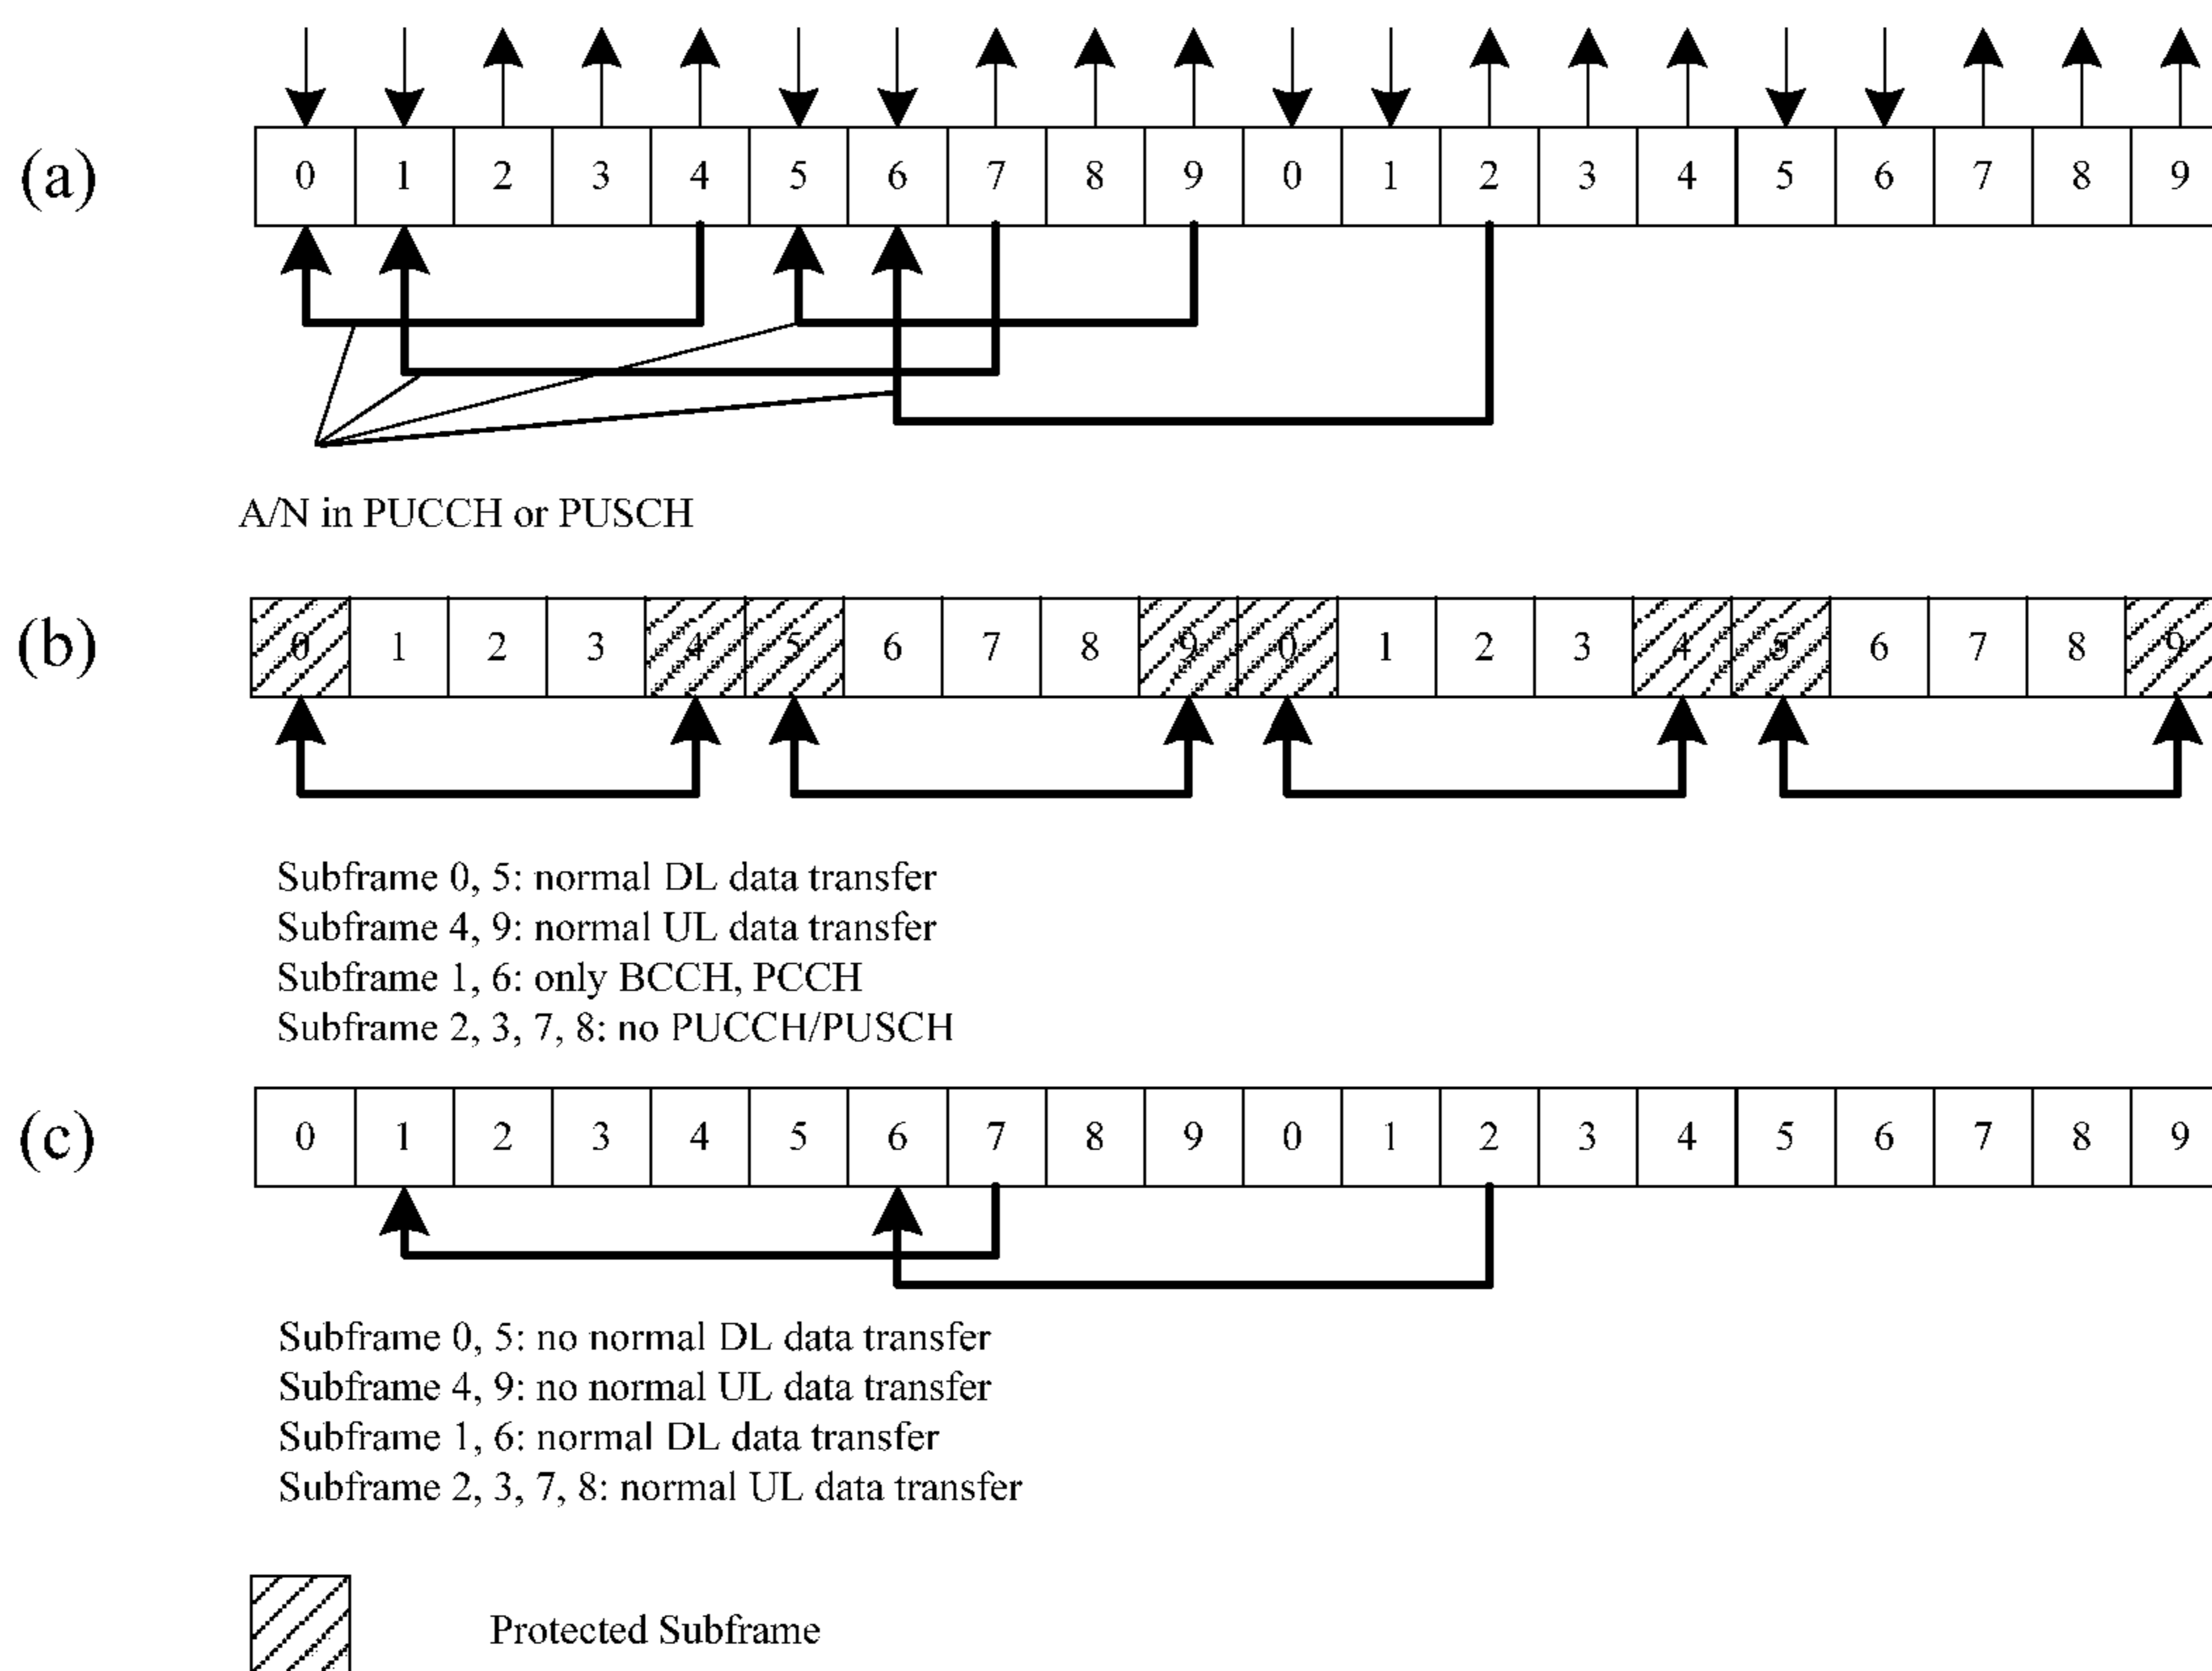 (a) 0 1 2 3 4 5 6 7 8 9 0 1 2 3 4 5 6 7 8 9
A/N in PUCCH or PUSCH
(b) 0 1 2 3 4 5 6 7 8 9 0 1 2 3 4 5 6 7 8 9
Subframe 0, 5: normal DL data transfer
Subframe 4, 9: normal UL data transfer
Subframe 1, 6: only BCCH, PCCH
Subframe 2, 3, 7, 8: no PUCCH/PUSCH
(c) 0 1 2 3 4 5 6 7 8 9 0 1 2 3 4 5 6 7 8 9
Subframe 0, 5: no normal DL data transfer
Subframe 4, 9: no normal UL data transfer
Subframe 1, 6: normal DL data transfer
Subframe 2, 3, 7, 8: normal UL data transfer
Protected Subframe